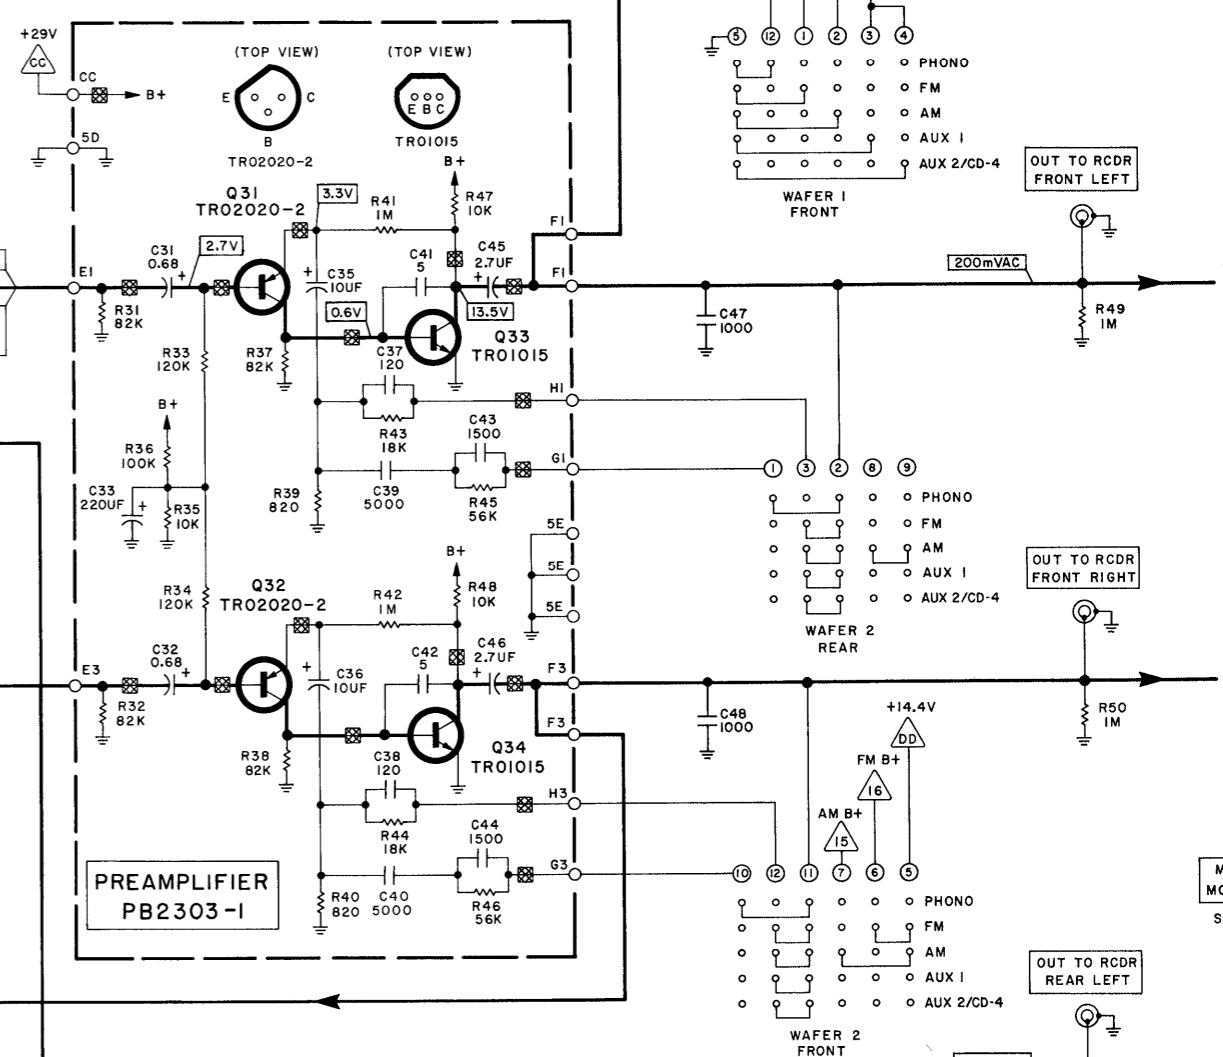 +29V
CC
CC
B+
5D
(TOP VIEW)
E
C
B
TR02020-2
(TOP VIEW)
E B C
TR01015
B+
Q31
TR02020-2
3.3V
R41
1M
R47
10K
F1
C31
0.68
+
2.7V
E1
R31
82K
+
C35
10UF
C41
5
C45
2.7UF
+
F1
0.6V
13.5V
Q33
TR01015
R33
120K
R37
82K
C37
120
R43
18K
H1
B+
R36
100K
C33
220UF
+
R35
10K
R39
820
C39
5000
C43
1500
R45
56K
G1
5E
5E
5E
B+
R34
120K
Q32
TR02020-2
R42
1M
R48
10K
C32
0.68
+
E3
R32
82K
+
C36
10UF
C42
5
C46
2.7UF
+
F3
F3
R38
82K
C38
120
Q34
TR01015
R44
18K
H3
C44
1500
R40
820
C40
5000
R46
56K
G3
PREAMPLIFIER
PB2303-1
5 12 1 2 3 4
PHONO
FM
AM
AUX 1
AUX 2/CD-4
WAFER 1
FRONT
OUT TO RCDR
FRONT LEFT
200mVAC
C47
1000
R49
1M
1 3 2 8 9
PHONO
FM
AM
AUX 1
AUX 2/CD-4
WAFER 2
REAR
OUT TO RCDR
FRONT RIGHT
C48
1000
R50
1M
+14.4V
DD
FM B+
16
AM B+
15
10 12 11 7 6 5
PHONO
FM
AM
AUX 1
AUX 2/CD-4
WAFER 2
FRONT
OUT TO RCDR
REAR LEFT
M
MO
S